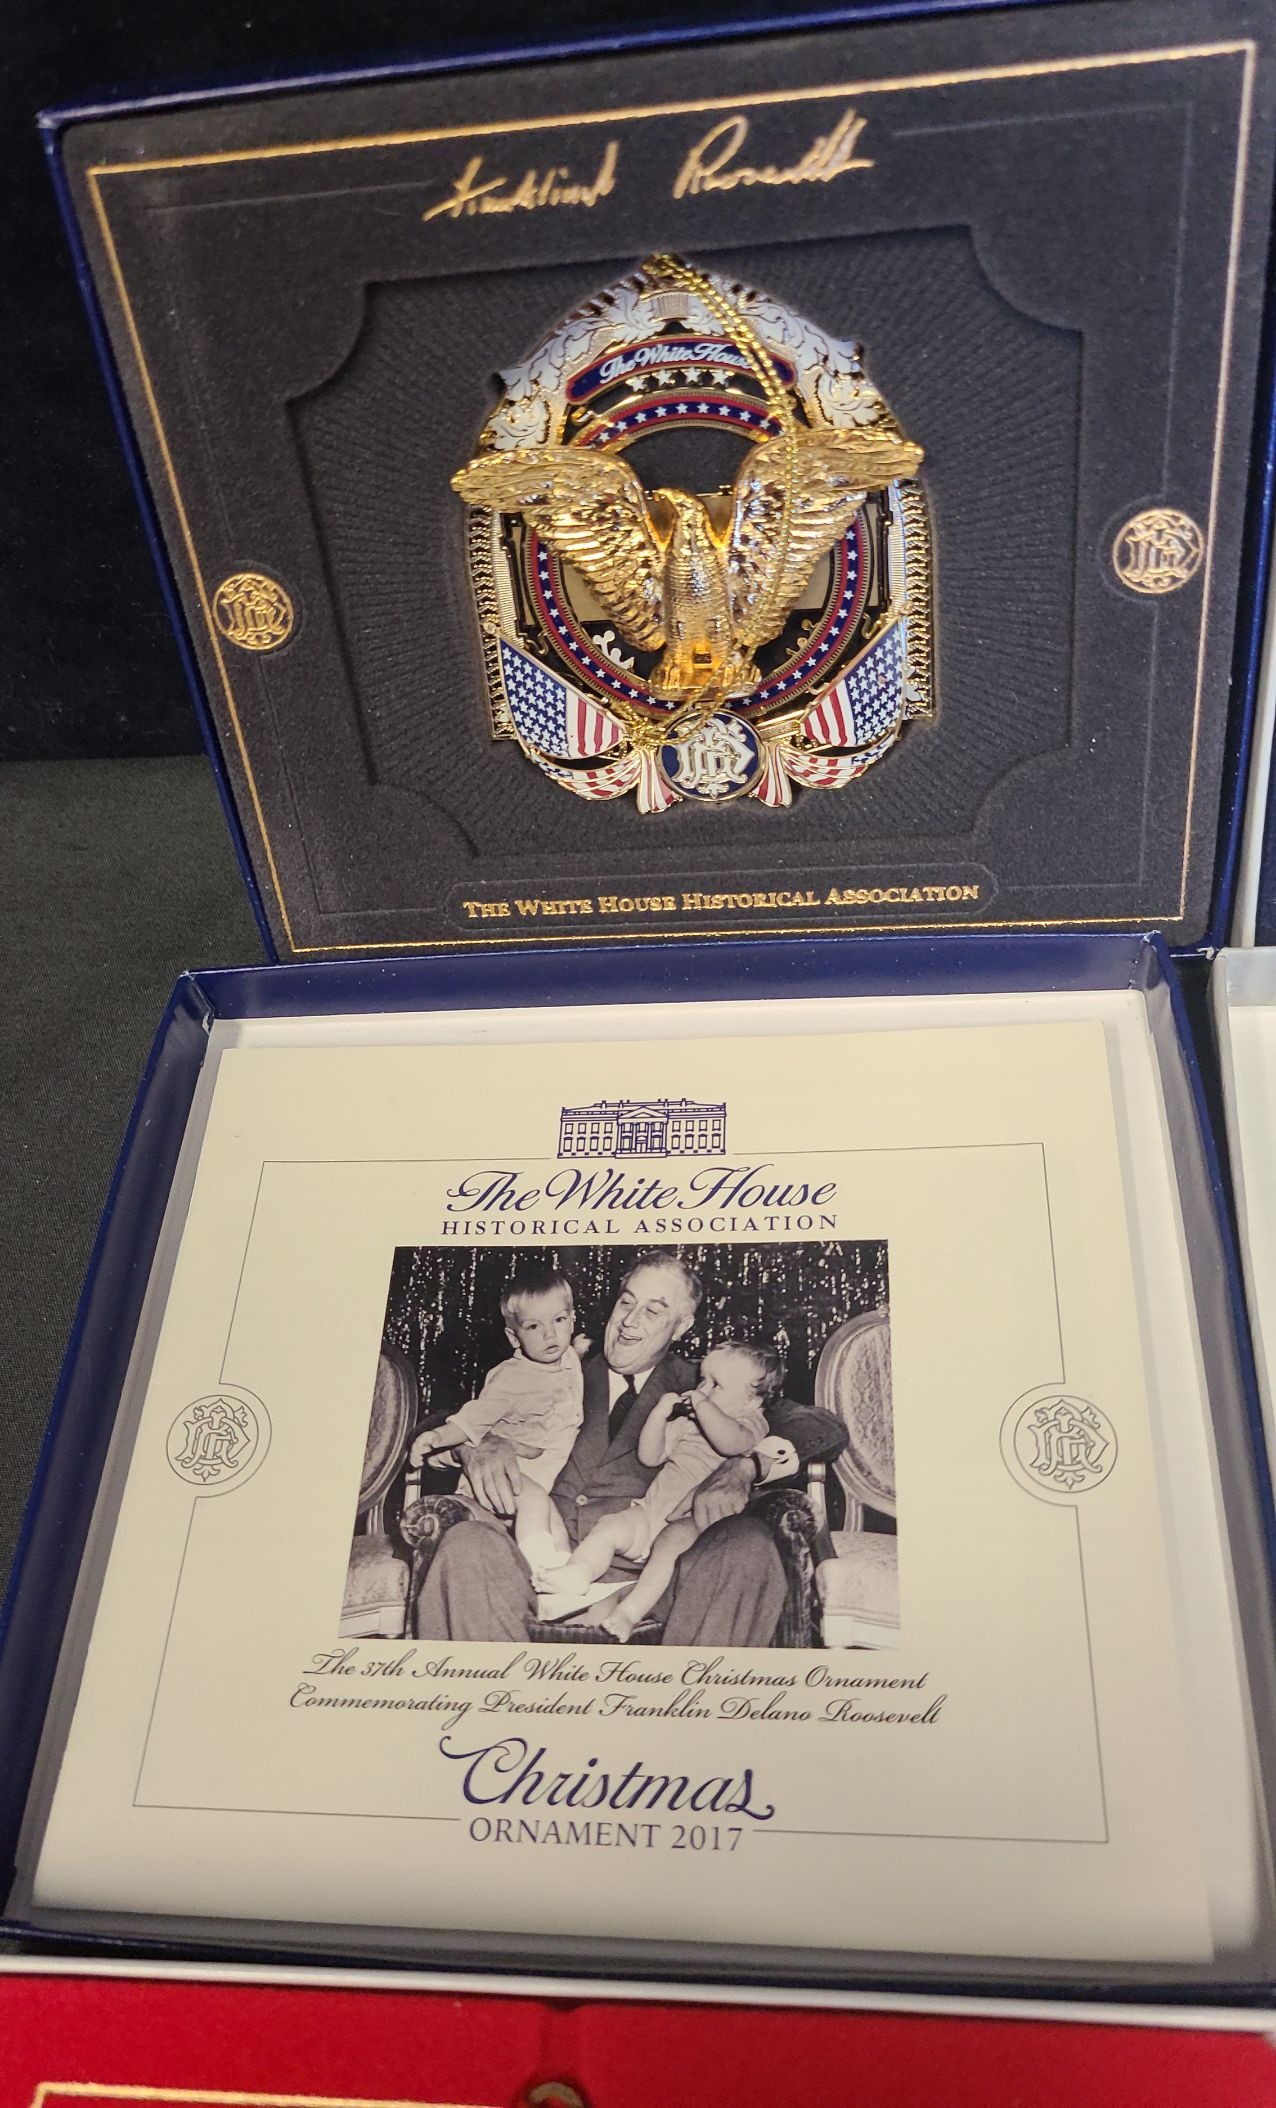 Franklin D Roosevelt
The White House
THE WHITE HOUSE HISTORICAL ASSOCIATION
The White House
HISTORICAL ASSOCIATION
The 37th Annual White House Christmas Ornament
Commemorating President Franklin Delano Roosevelt
Christmas
ORNAMENT 2017